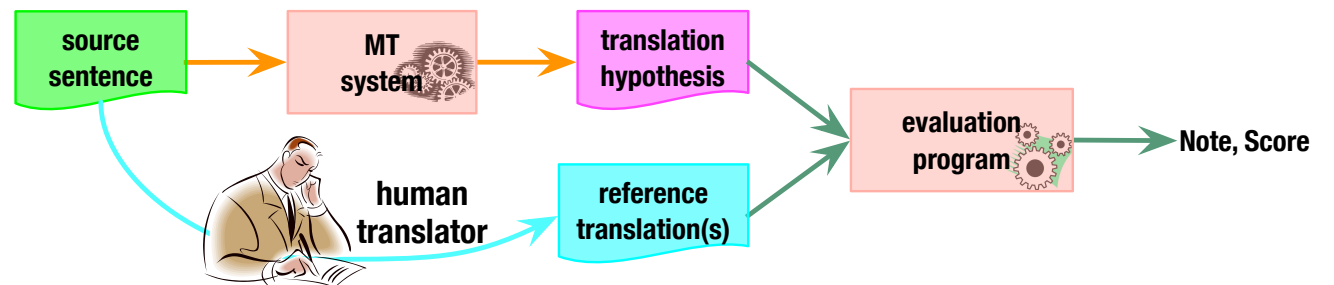 source
sentence
MT
system
translation
hypothesis
evaluation
program
Note, Score
human
translator
reference
translation(s)